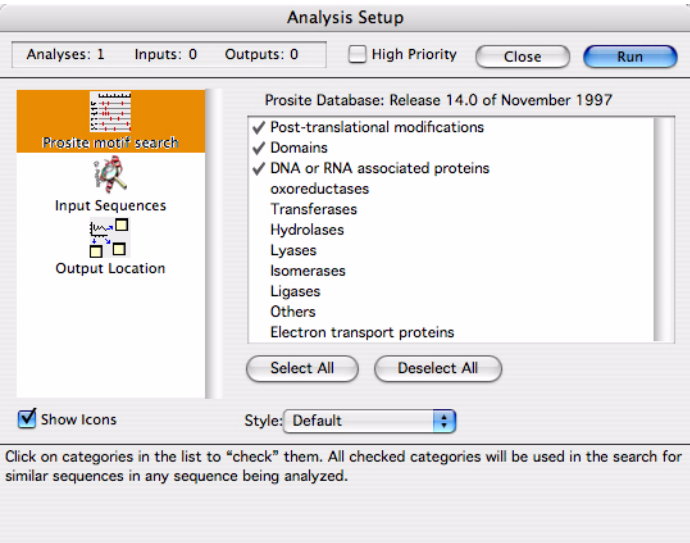 Analysis Setup
Analyses: 1 Inputs: 0 Outputs: 0 High Priority Close Run
Prosite motif search
Input Sequences
Output Location
Prosite Database: Release 14.0 of November 1997
Post-translational modifications
Domains
DNA or RNA associated proteins
oxoreductases
Transferases
Hydrolases
Lyases
Isomerases
Ligases
Others
Electron transport proteins
Select All Deselect All
Show Icons Style: Default
Click on categories in the list to “check” them. All checked categories will be used in the search for
similar sequences in any sequence being analyzed.